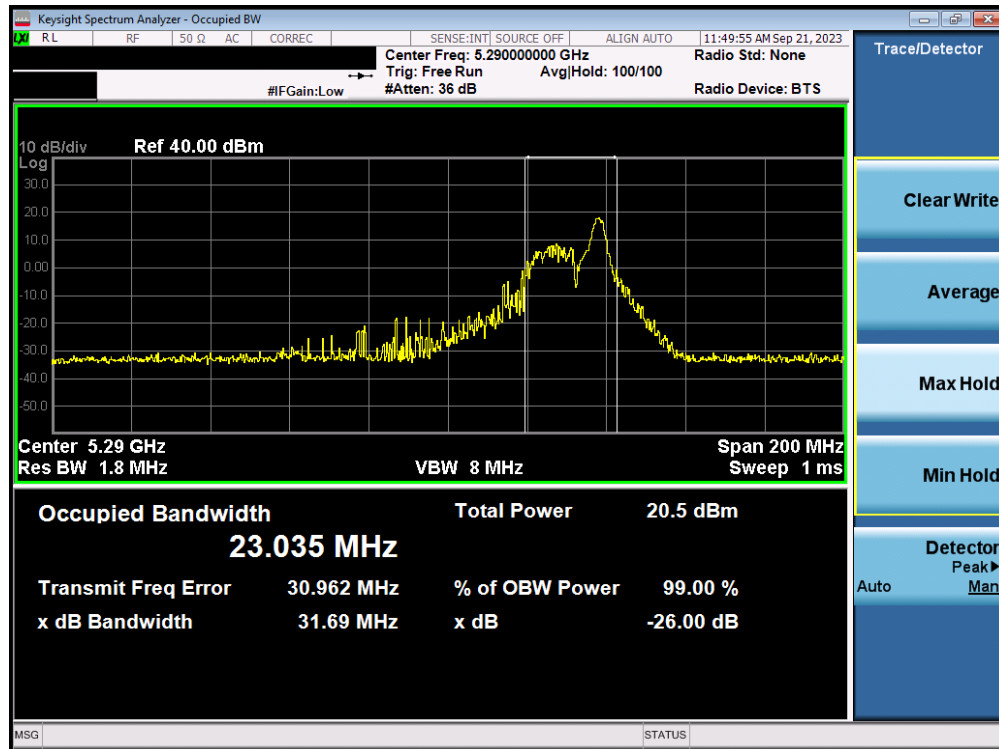 Keysight Spectrum Analyzer - Occupied BW
LXI RL RF 50 Ω AC CORREC SENSE:INT SOURCE OFF ALIGN AUTO 11:49:55 AM Sep 21, 2023
Center Freq: 5.290000000 GHz Radio Std: None
Trig: Free Run Avg|Hold: 100/100
#IFGain:Low #Atten: 36 dB Radio Device: BTS
Trace/Detector
10 dB/div Ref 40.00 dBm
Log
30.0
20.0
10.0
0.00
-10.0
-20.0
-30.0
-40.0
-50.0
Center 5.29 GHz Span 200 MHz
Res BW 1.8 MHz VBW 8 MHz Sweep 1 ms
Occupied Bandwidth Total Power 20.5 dBm
23.035 MHz
Transmit Freq Error 30.962 MHz % of OBW Power 99.00 %
x dB Bandwidth 31.69 MHz x dB -26.00 dB
Clear Write
Average
Max Hold
Min Hold
Detector
Peak▶
Auto Man
MSG STATUS